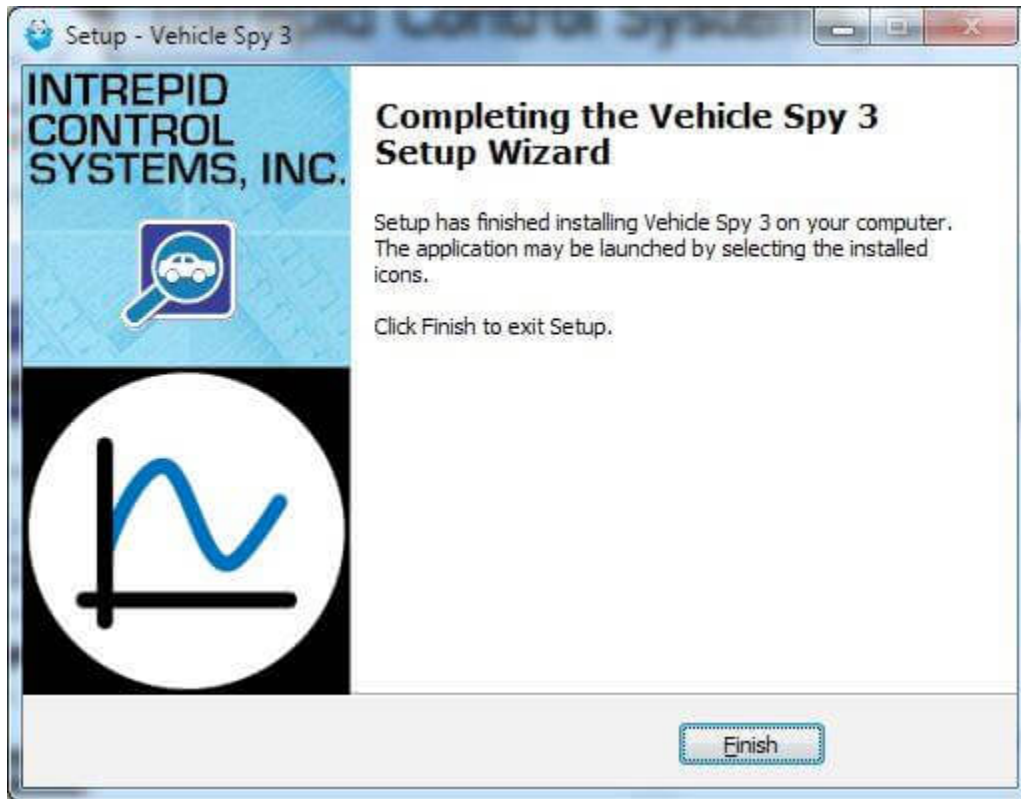 Setup - Vehicle Spy 3
INTREPID
CONTROL
SYSTEMS, INC.
Completing the Vehicle Spy 3
Setup Wizard
Setup has finished installing Vehicle Spy 3 on your computer.
The application may be launched by selecting the installed
icons.
Click Finish to exit Setup.
Finish